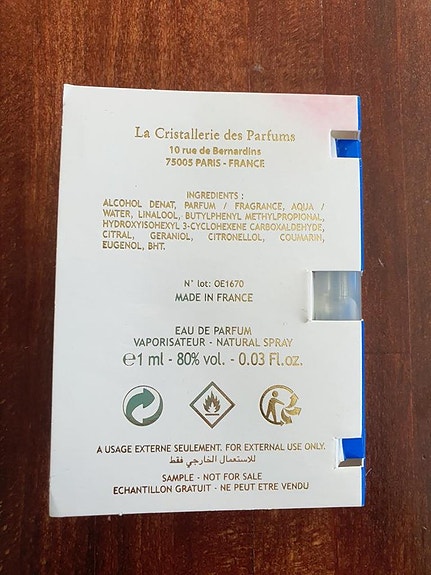 La Cristallerie des Parfums
10 rue de Bernardins
75005 PARIS - FRANCE
INGREDIENTS :
ALCOHOL DENAT, PARFUM / FRAGRANCE, AQUA /
WATER, LINALOOL, BUTYLPHENYL METHYLPROPIONAL,
HYDROXYISOHEXYL 3-CYCLOHEXENE CARBOXALDEHYDE,
CITRAL, GERANIOL, CITRONELLOL, COUMARIN,
EUGENOL, BHT.
N° lot: OE1670
MADE IN FRANCE
EAU DE PARFUM
VAPORISATEUR - NATURAL SPRAY
℮1 ml - 80% vol. - 0.03 Fl.oz.
A USAGE EXTERNE SEULEMENT. FOR EXTERNAL USE ONLY.
للاستعمال الخارجي فقط
SAMPLE - NOT FOR SALE
ECHANTILLON GRATUIT - NE PEUT ETRE VENDU